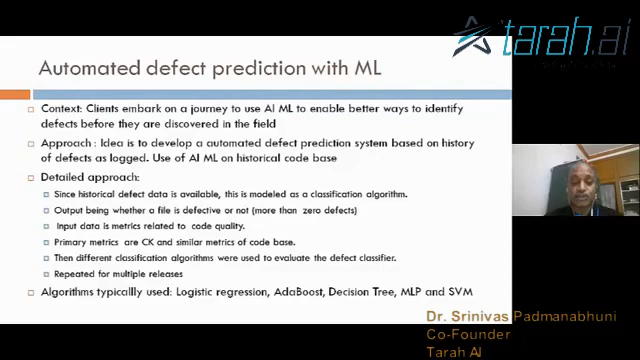 tarah.ai
Automated defect prediction with ML
Context: Clients embark on a journey to use AI ML to enable better ways to identify
defects before they are discovered in the field
Approach : Idea is to develop a automated defect prediction system based on history
of defects as logged. Use of AI ML on historical code base
Detailed approach:
Since historical defect data is available, this is modeled as a classification algorithm.
Output being whether a file is defective or not (more than zero defects)
Input data is metrics related to code quality.
Primary metrics are CK and similar metrics of code base.
Then different classification algorithms were used to evaluate the defect classifier.
Repeated for multiple releases
Algorithms typicallly used: Logistic regression, AdaBoost, Decision Tree, MLP and SVM
Dr. Srinivas Padmanabhuni
Co-Founder
Tarah AI